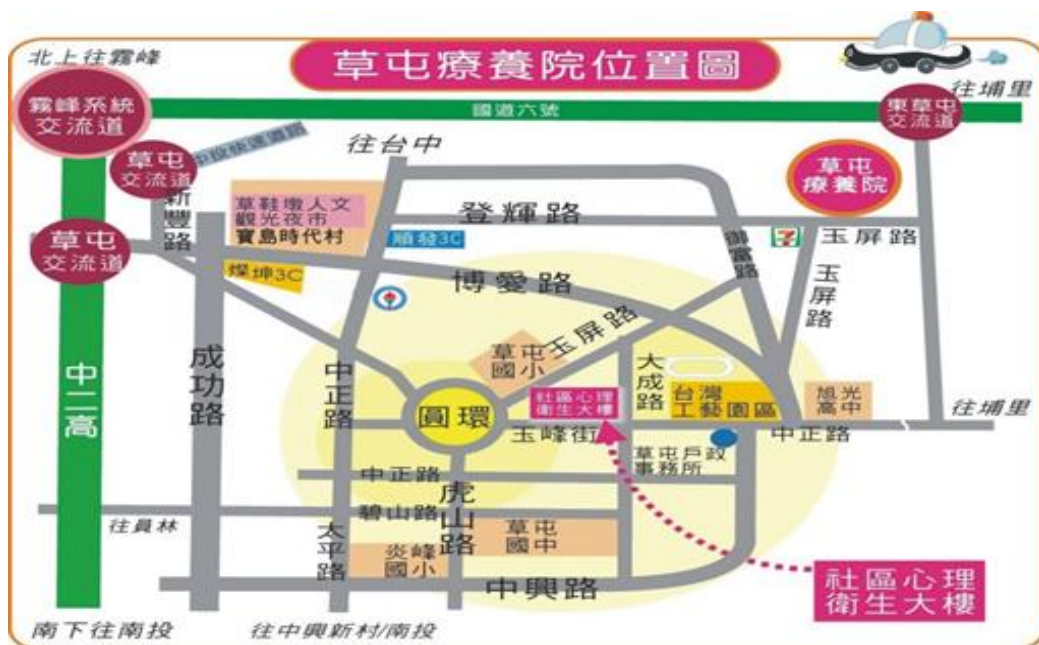 北上往霧峰
草屯療養院位置圖
往埔里
霧峰系統
交流道
國道六號
東草屯
交流道
中投快速道路
往台中
草屯
交流道
草屯
療養院
新豐路
草鞋墩人文
觀光夜市
寶島時代村
登輝路
順發3C
御富路
7
玉屏路
草屯
交流道
燦坤3C
博愛路
玉屏路
玉屏路
中二高
成功路
中正路
草屯
國小
大成路
圓環
社區心理
衛生大樓
台灣
工藝園區
旭光
高中
往埔里
玉峰街
中正路
草屯戶政
事務所
中正路
虎山路
碧山路
往員林
太平路
草屯
國中
炎峰
國小
中興路
社區心理
衛生大樓
南下往南投
往中興新村/南投